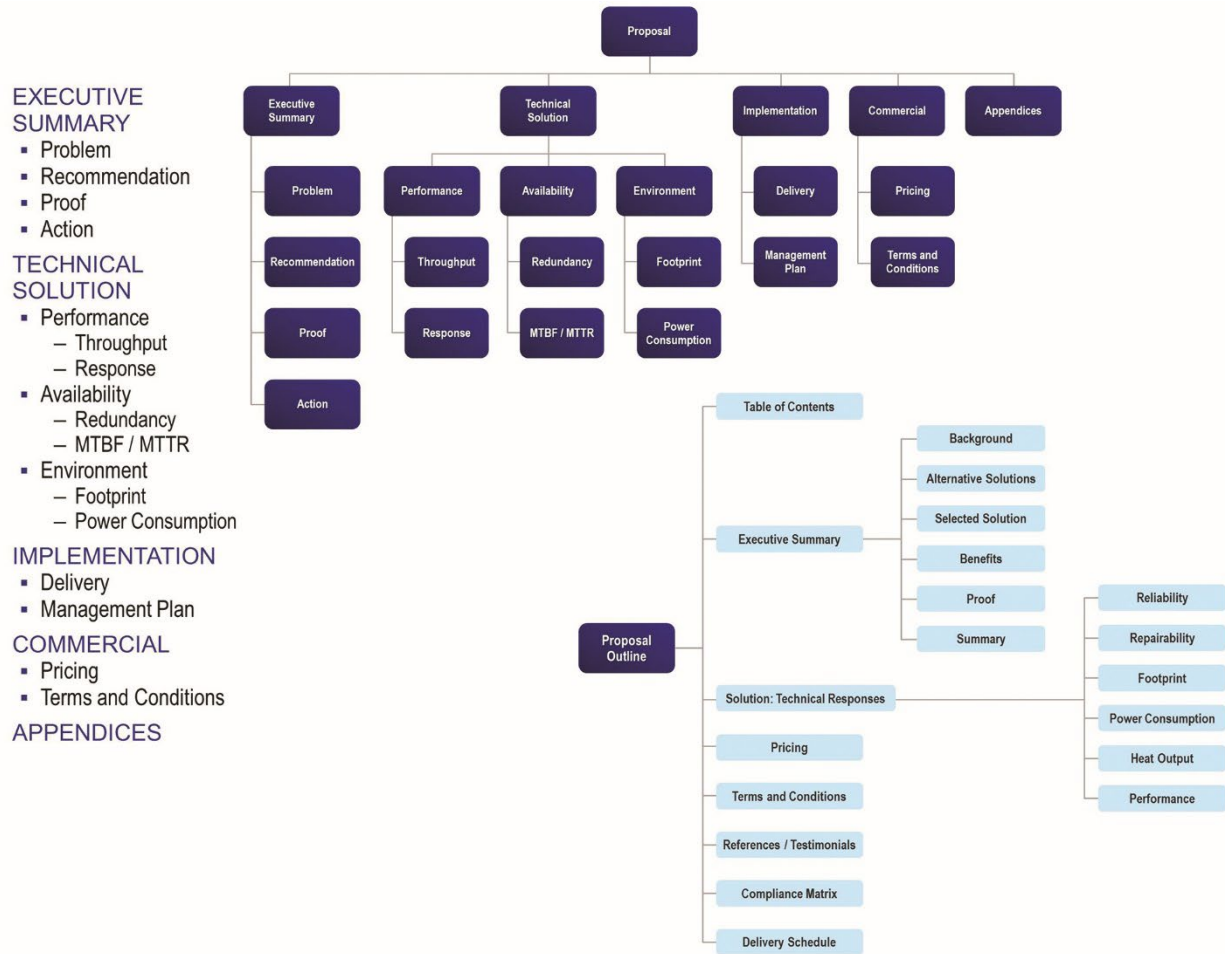 EXECUTIVE
SUMMARY
▪ Problem
▪ Recommendation
▪ Proof
▪ Action
TECHNICAL
SOLUTION
▪ Performance
– Throughput
– Response
▪ Availability
– Redundancy
– MTBF / MTTR
▪ Environment
– Footprint
– Power Consumption
IMPLEMENTATION
▪ Delivery
▪ Management Plan
COMMERCIAL
▪ Pricing
▪ Terms and Conditions
APPENDICES
Proposal
Executive
Summary
Technical
Solution
Implementation
Commercial
Appendices
Problem
Performance
Availability
Environment
Delivery
Pricing
Recommendation
Throughput
Redundancy
Footprint
Management
Plan
Terms and
Conditions
Proof
Response
MTBF / MTTR
Power
Consumption
Action
Proposal
Outline
Table of Contents
Executive Summary
Background
Alternative Solutions
Selected Solution
Benefits
Proof
Summary
Solution: Technical Responses
Reliability
Repairability
Footprint
Power Consumption
Heat Output
Performance
Pricing
Terms and Conditions
References / Testimonials
Compliance Matrix
Delivery Schedule